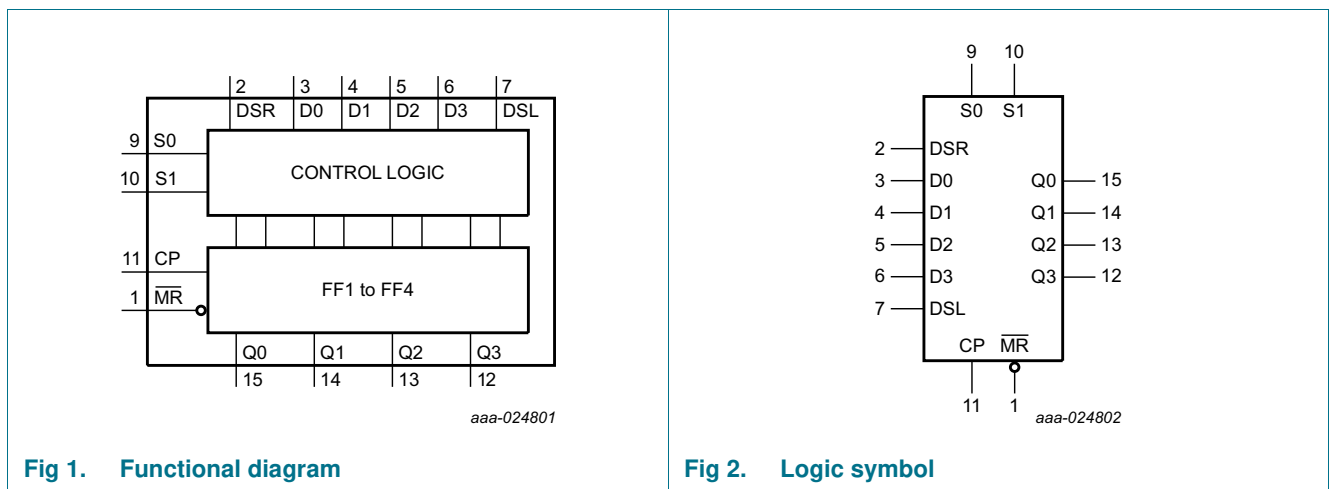 2 3 4 5 6 7
DSR D0 D1 D2 D3 DSL
9 S0
CONTROL LOGIC
10 S1
11 CP
FF1 to FF4
1 M̅R̅
Q0 Q1 Q2 Q3
15 14 13 12
aaa-024801
Fig 1. Functional diagram
9 10
S0 S1
2 DSR
3 D0 Q0 15
4 D1 Q1 14
5 D2 Q2 13
6 D3 Q3 12
7 DSL
CP M̅R̅
11 1
aaa-024802
Fig 2. Logic symbol